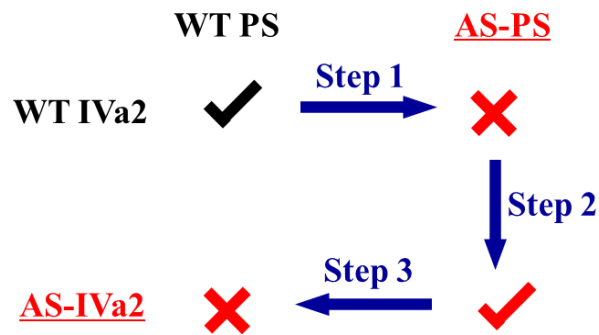 WT PS
AS-PS
Step 1
WT IVa2
Step 2
Step 3
AS-IVa2